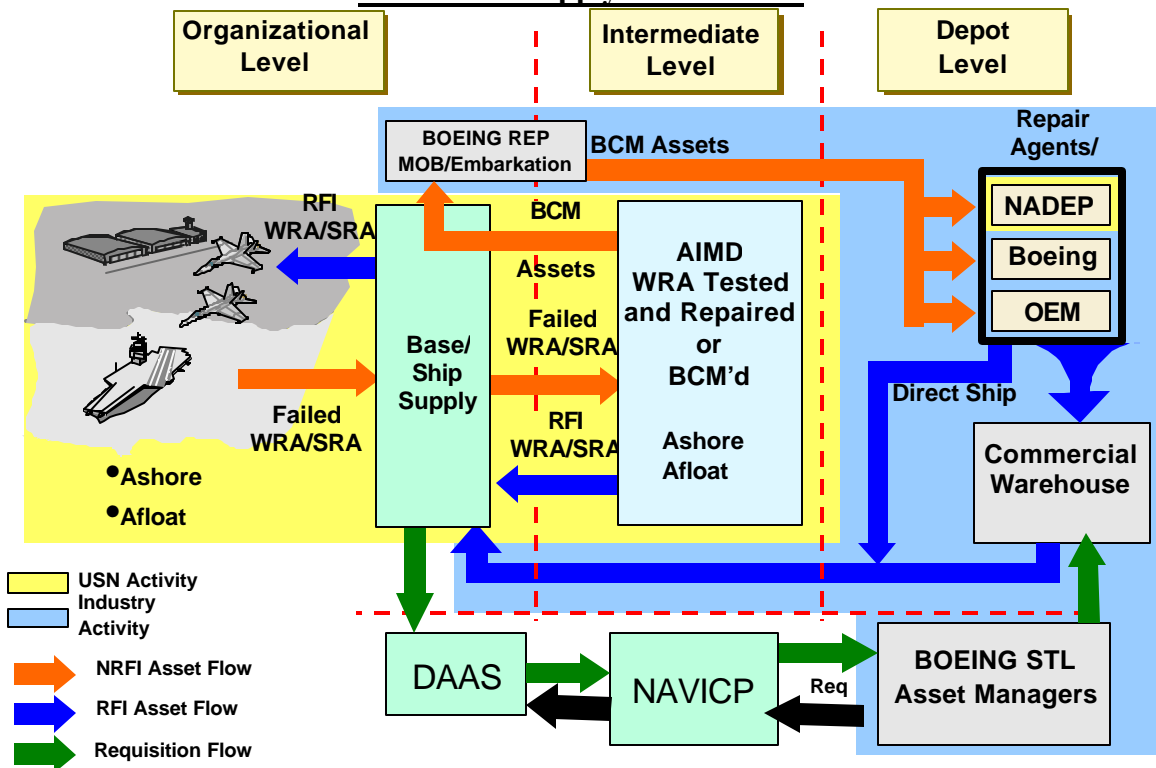 Organizational
Level
Intermediate
Level
Depot
Level
BOEING REP
MOB/Embarkation
BCM Assets
Repair
Agents/
NADEP
Boeing
OEM
RFI
WRA/SRA
BCM
Assets
AIMD
WRA Tested
and Repaired
or
BCM'd
Ashore
Afloat
Failed
WRA/SRA
Base/
Ship
Supply
RFI
WRA/SRA
Failed
WRA/SRA
Direct Ship
Commercial
Warehouse
•Ashore
•Afloat
USN Activity
Industry
Activity
NRFI Asset Flow
RFI Asset Flow
Requisition Flow
DAAS
NAVICP
Req
BOEING STL
Asset Managers